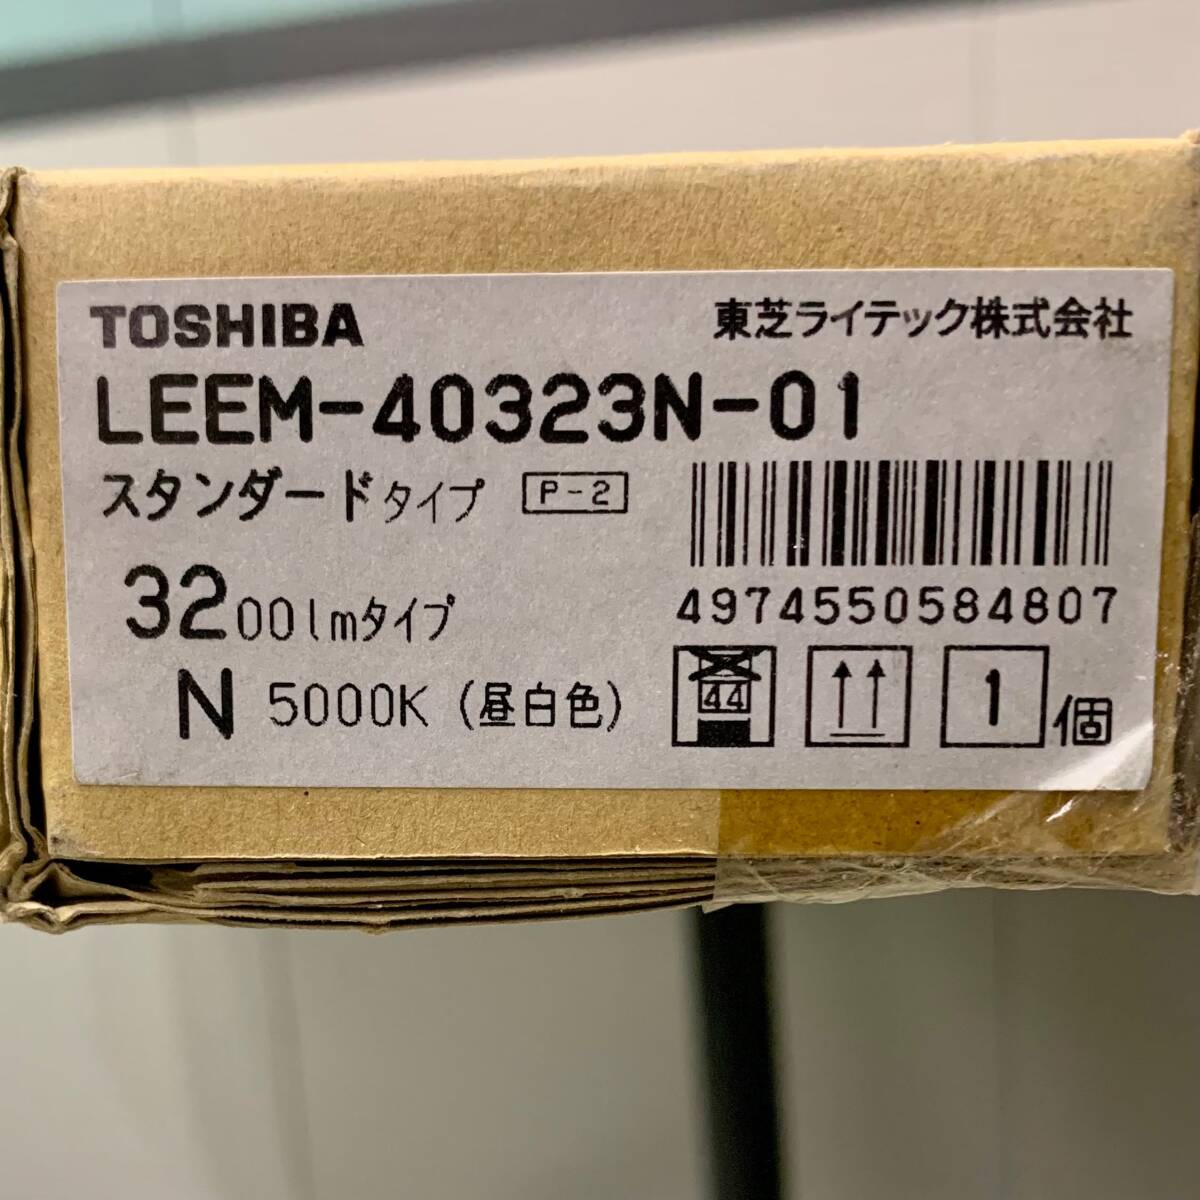 TOSHIBA 東芝ライテック株式会社
LEEM-40323N-01
スタンダードタイプ P-2
3200lmタイプ
4974550584807
N 5000K (昼白色)
44 1個